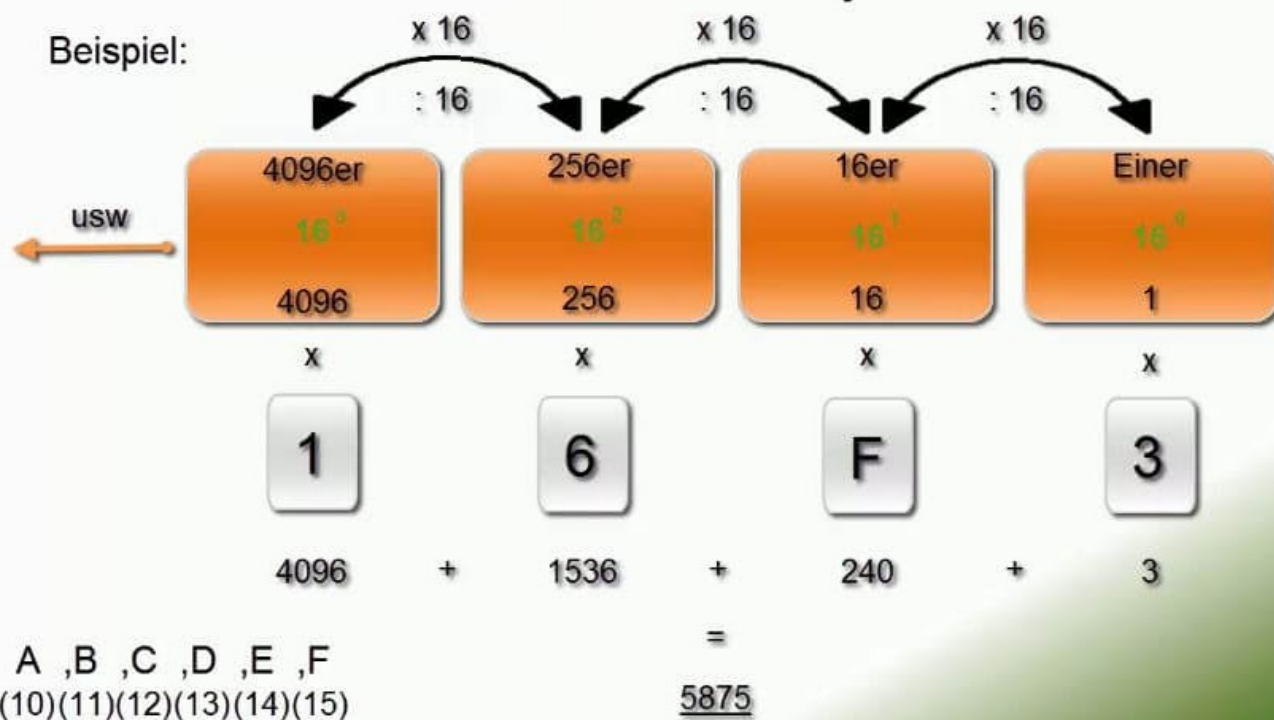 Beispiel:
x 16 x 16 x 16
: 16 : 16 : 16
4096er 256er 16er Einer
usw
16³ 16² 16¹ 16⁰
4096 256 16 1
x x x x
1 6 F 3
4096 + 1536 + 240 + 3
=
A ,B ,C ,D ,E ,F
(10)(11)(12)(13)(14)(15)
5875